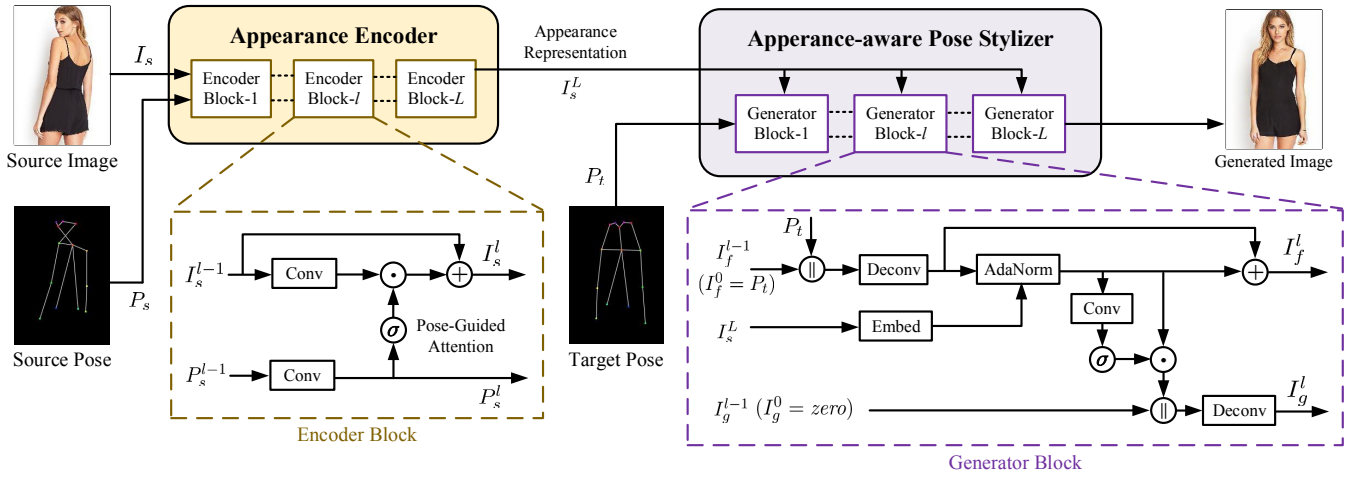 Appearance Encoder
Apperance-aware Pose Stylizer
I_s
Encoder
Block-1
Encoder
Block-l
Encoder
Block-L
Appearance
Representation
I_s^L
Generator
Block-1
Generator
Block-l
Generator
Block-L
Source Image
Generated Image
P_t
P_s
Source Pose
Target Pose
I_s^{l-1}
Conv
⊙
+
I_s^l
σ
Pose-Guided
Attention
P_s^{l-1}
Conv
P_s^l
Encoder Block
P_t
I_f^{l-1}
(I_f^0 = P_t)
||
Deconv
AdaNorm
+
I_f^l
Conv
I_s^L
Embed
σ
⊙
I_g^{l-1} (I_g^0 = zero)
||
Deconv
I_g^l
Generator Block